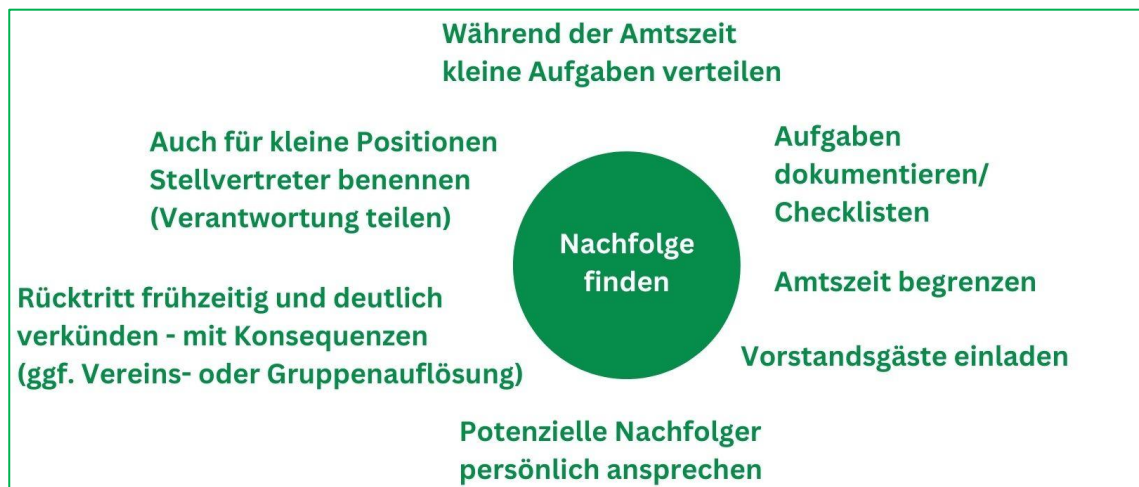 Während der Amtszeit
kleine Aufgaben verteilen
Auch für kleine Positionen
Stellvertreter benennen
(Verantwortung teilen)
Aufgaben
dokumentieren/
Checklisten
Nachfolge
finden
Amtszeit begrenzen
Rücktritt frühzeitig und deutlich
verkünden - mit Konsequenzen
(ggf. Vereins- oder Gruppenauflösung)
Vorstandsgäste einladen
Potenzielle Nachfolger
persönlich ansprechen